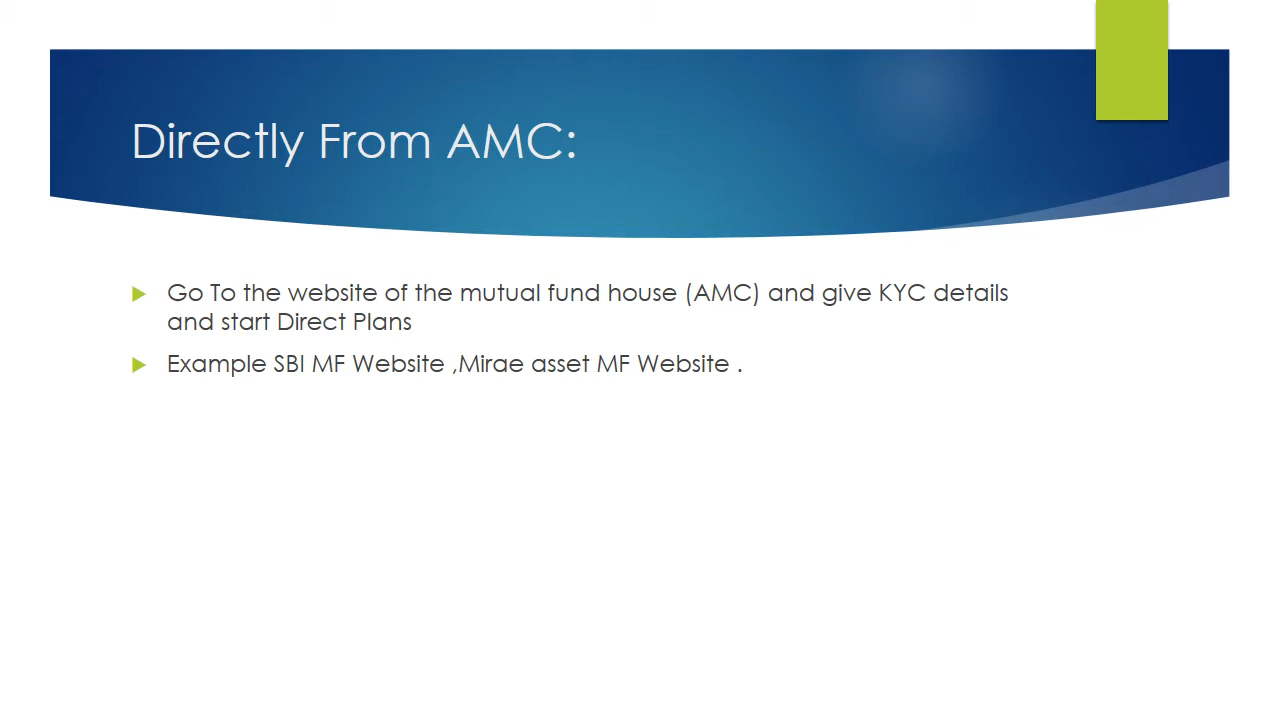 Directly From AMC:
Go To the website of the mutual fund house (AMC) and give KYC details
and start Direct Plans
Example SBI MF Website ,Mirae asset MF Website .